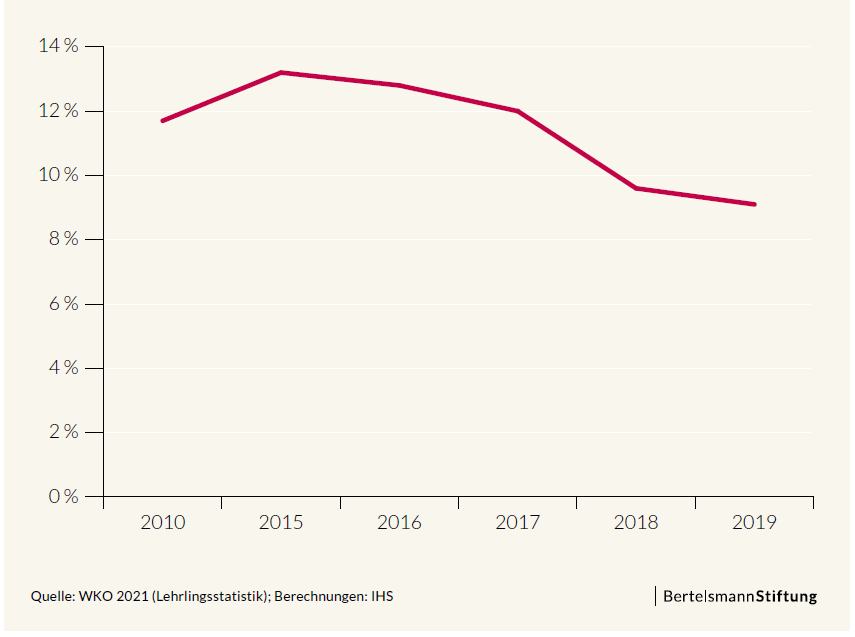 14 %
12 %
10 %
8 %
6 %
4 %
2 %
0 %
2010 2015 2016 2017 2018 2019
Quelle: WKO 2021 (Lehrlingsstatistik); Berechnungen: IHS
BertelsmannStiftung